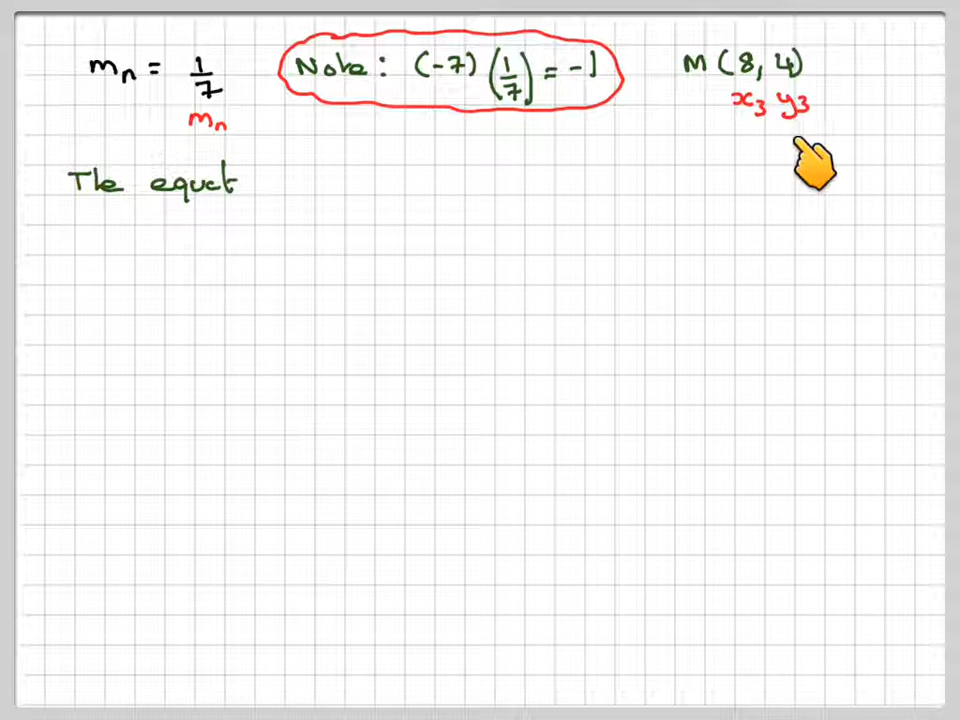 mn = 1/7 Note: (-7) (1/7) = -1 M (8, 4)
mn x3 y3
The equat